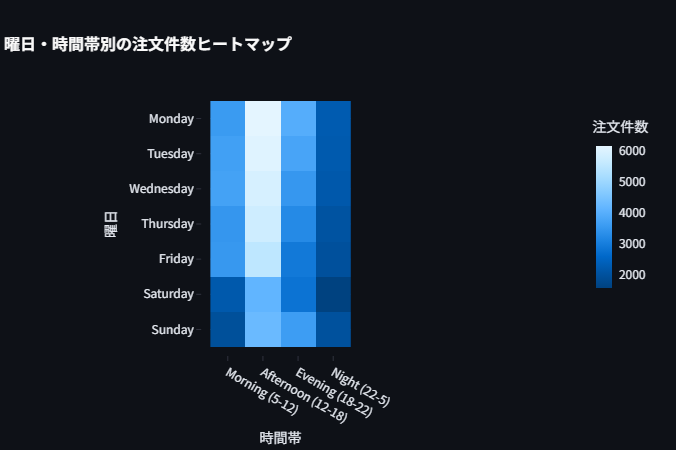 曜日・時間帯別の注文件数ヒートマップ
注文件数
6000
5000
4000
3000
2000
曜日
Monday
Tuesday
Wednesday
Thursday
Friday
Saturday
Sunday
Morning (5-12)
Afternoon (12-18)
Evening (18-22)
Night (22-5)
時間帯